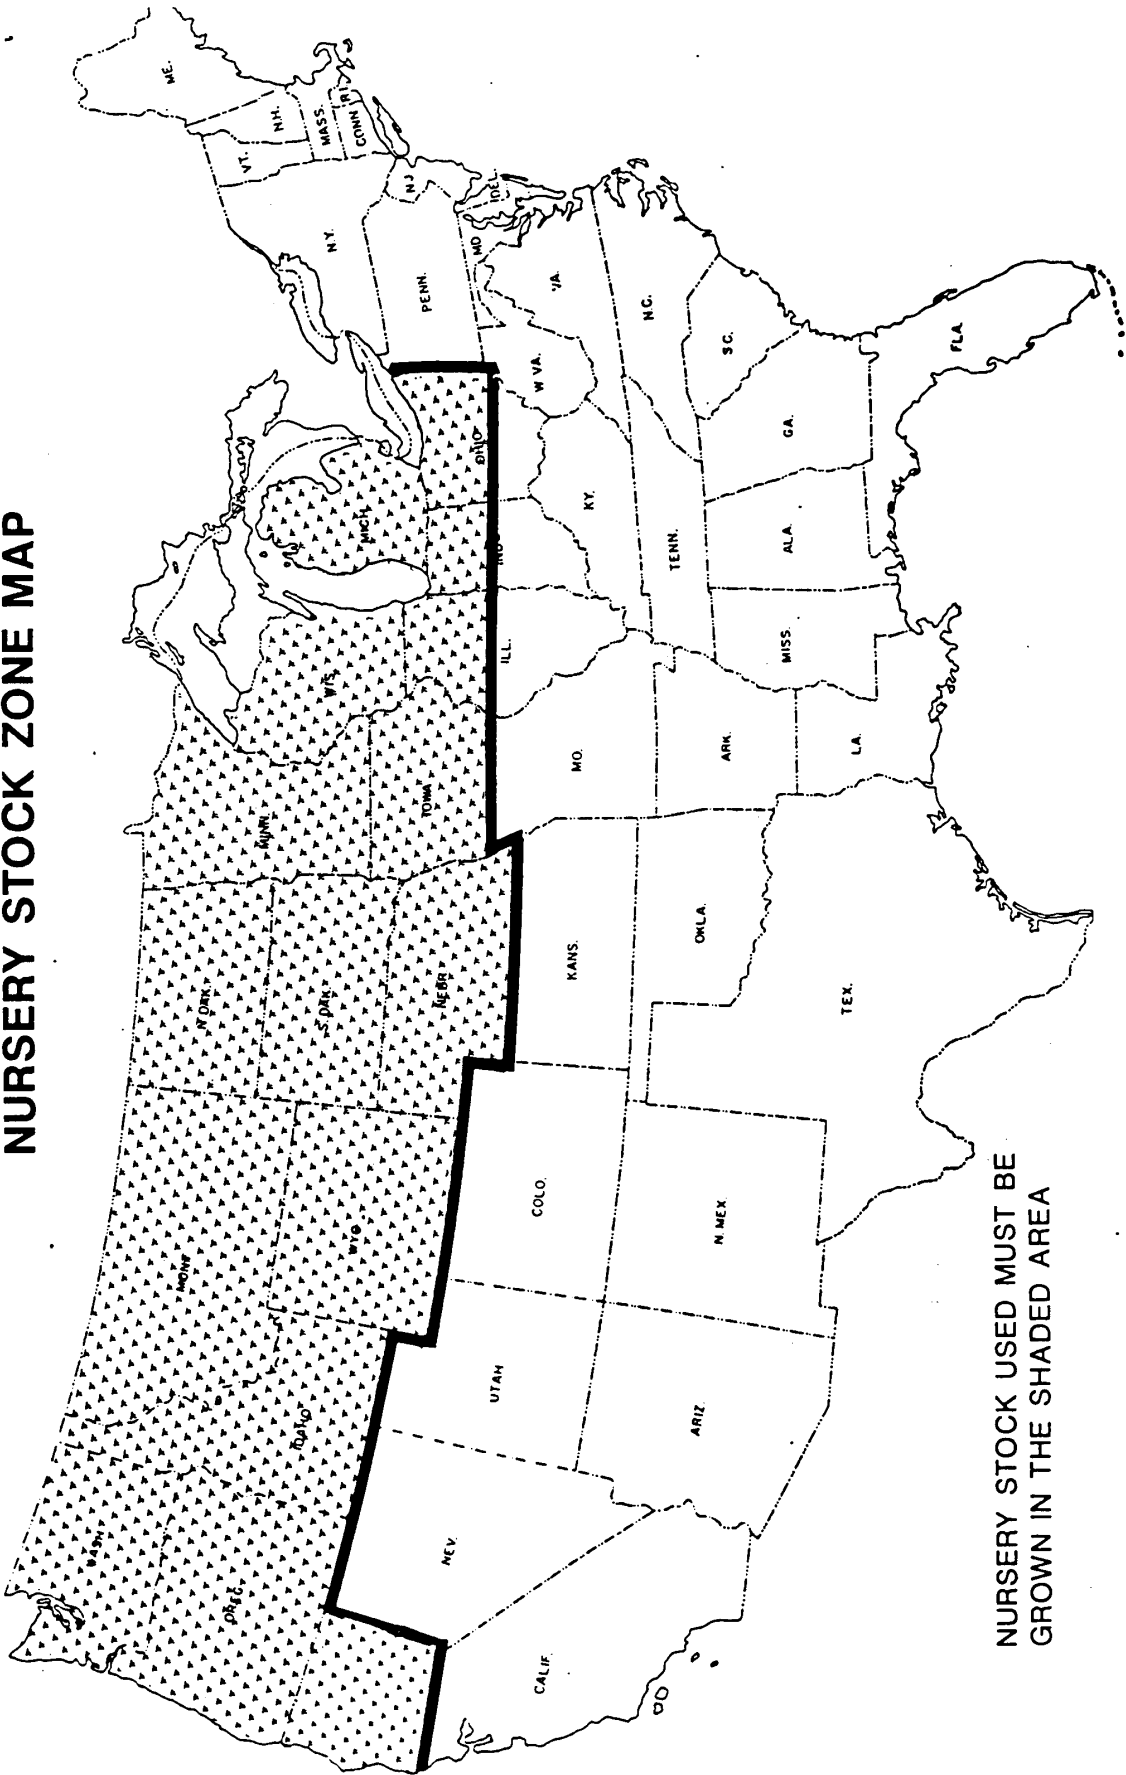 NURSERY STOCK ZONE MAP
WASH
OREG.
CALIF.
NEV.
IDAHO
MONT
WYO.
UTAH
ARIZ.
COLO.
N. MEX.
N. DAK.
S. DAK.
NEBR
KANS.
OKLA.
TEX.
MINN.
IOWA
MO.
ARK.
LA.
WIS.
ILL.
MICH.
IND
OHIO
KY.
TENN.
MISS.
ALA.
GA.
FLA.
S.C.
N.C.
VA.
W VA.
MD
DEL.
PENN.
N J
N.Y.
CONN
R.I.
MASS.
VT.
N.H.
ME.
NURSERY STOCK USED MUST BE
GROWN IN THE SHADED AREA